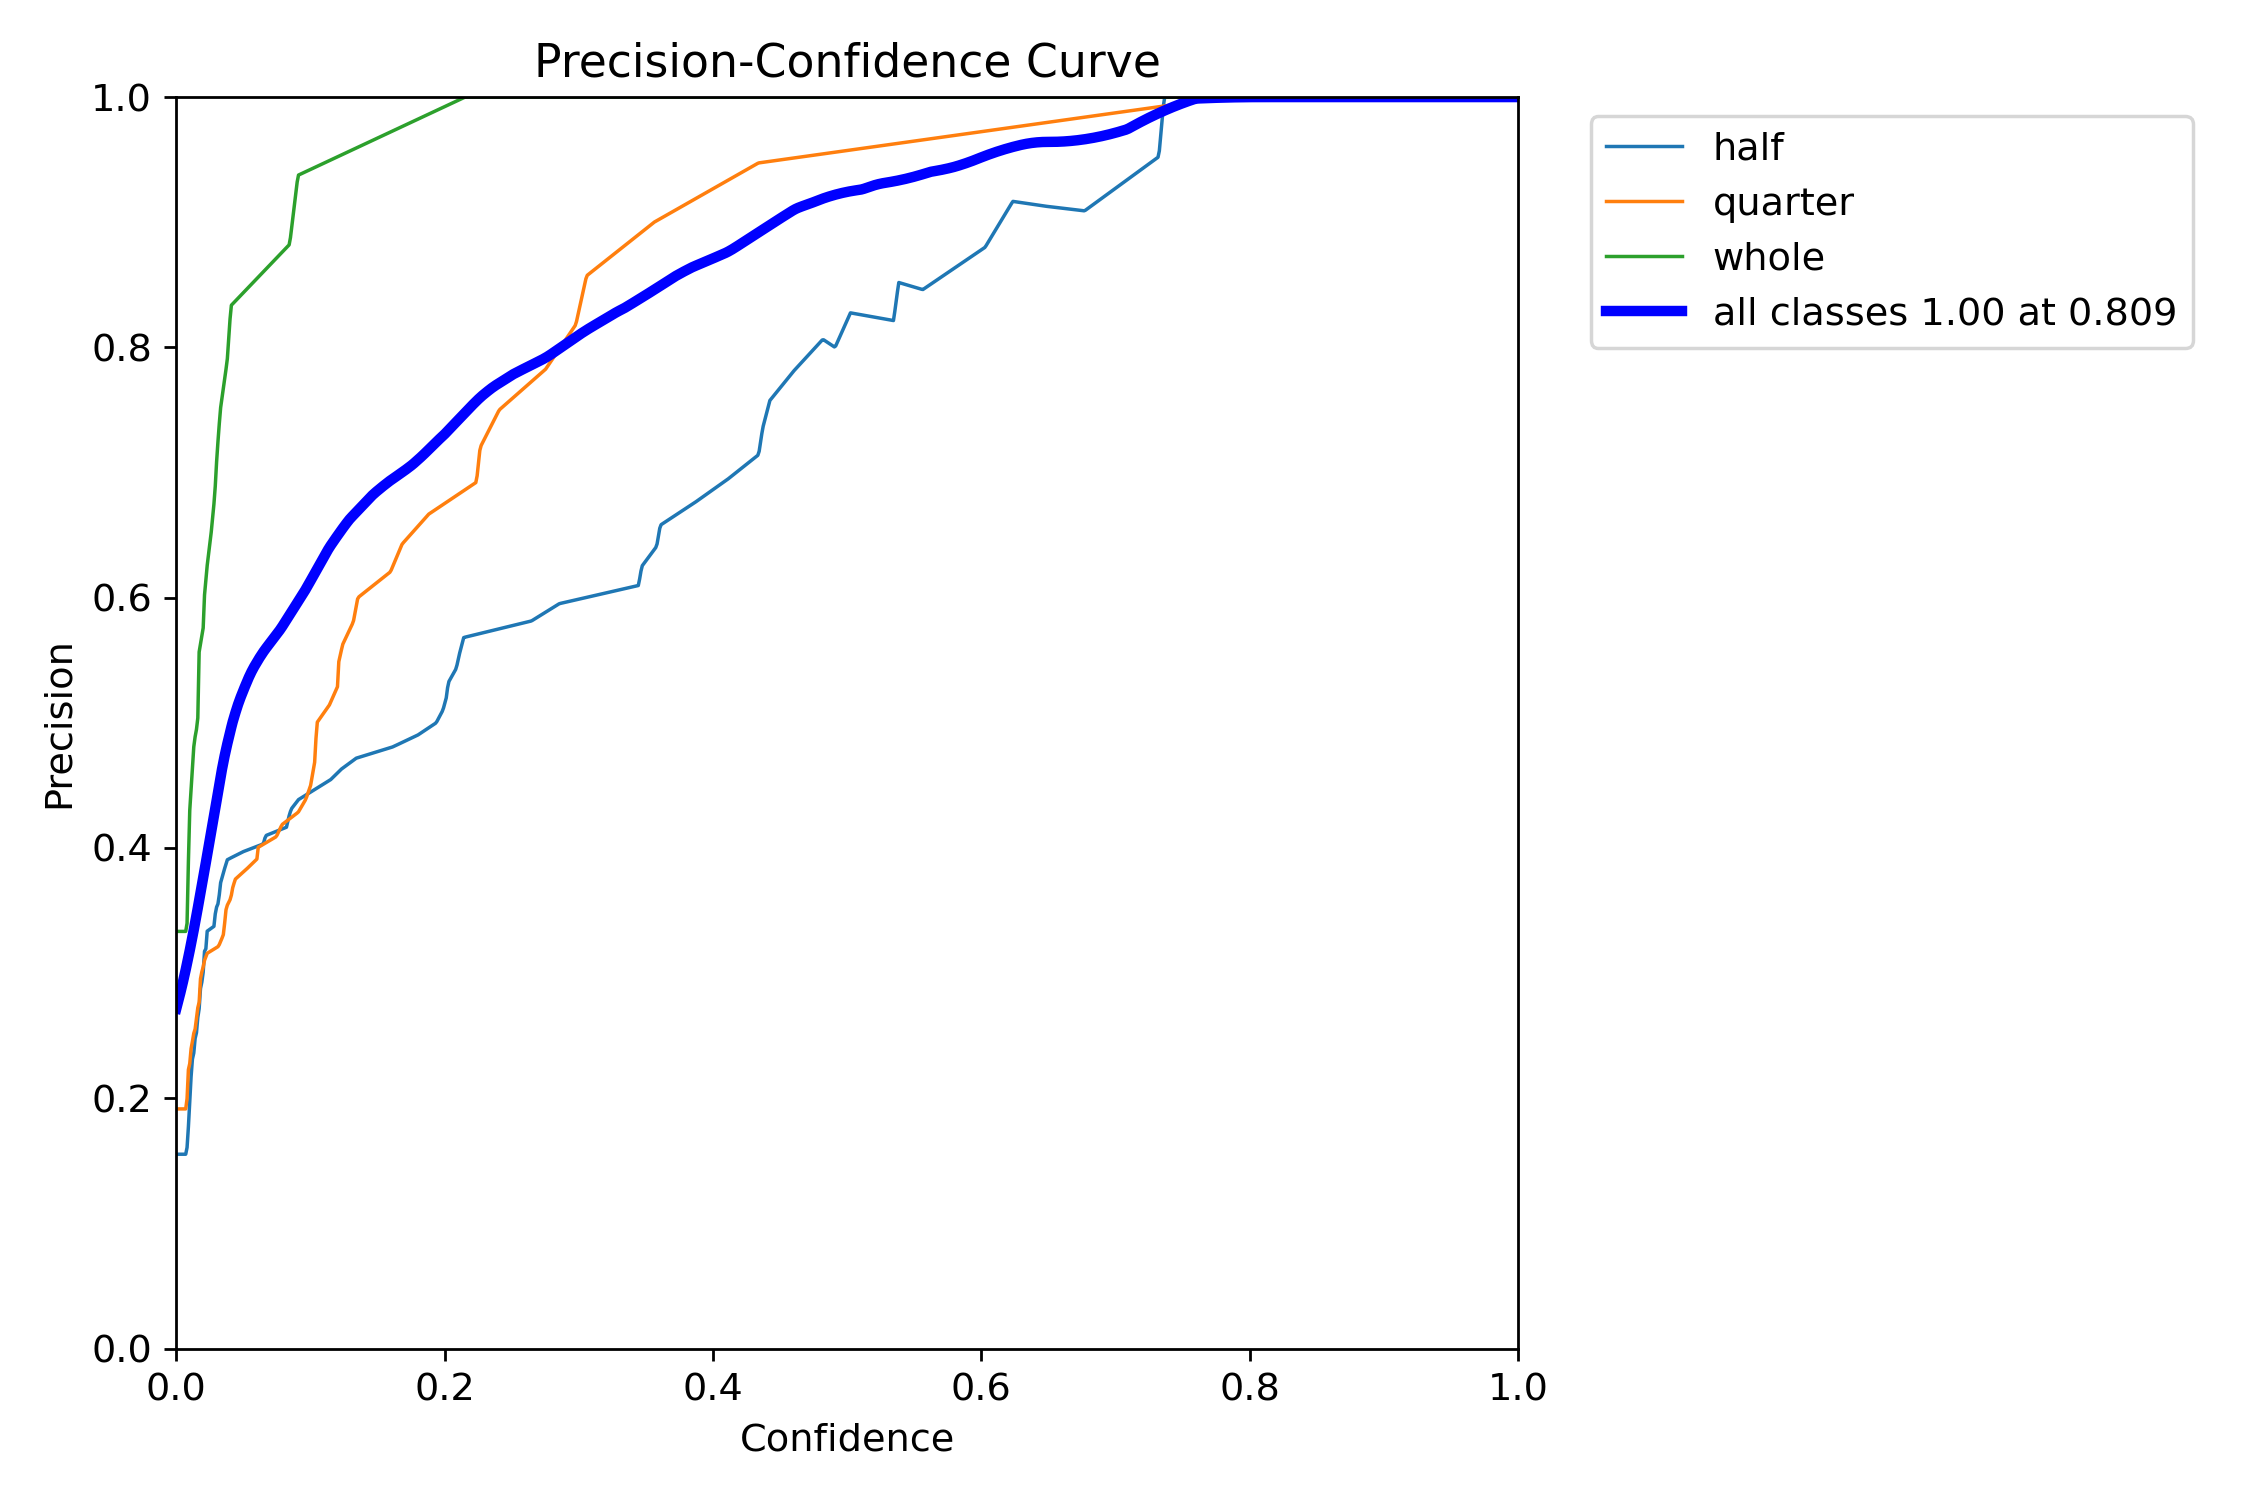 Precision-Confidence Curve
1.0
0.8
0.6
0.4
0.2
0.0
Precision
0.0 0.2 0.4 0.6 0.8 1.0
Confidence
half
quarter
whole
all classes 1.00 at 0.809